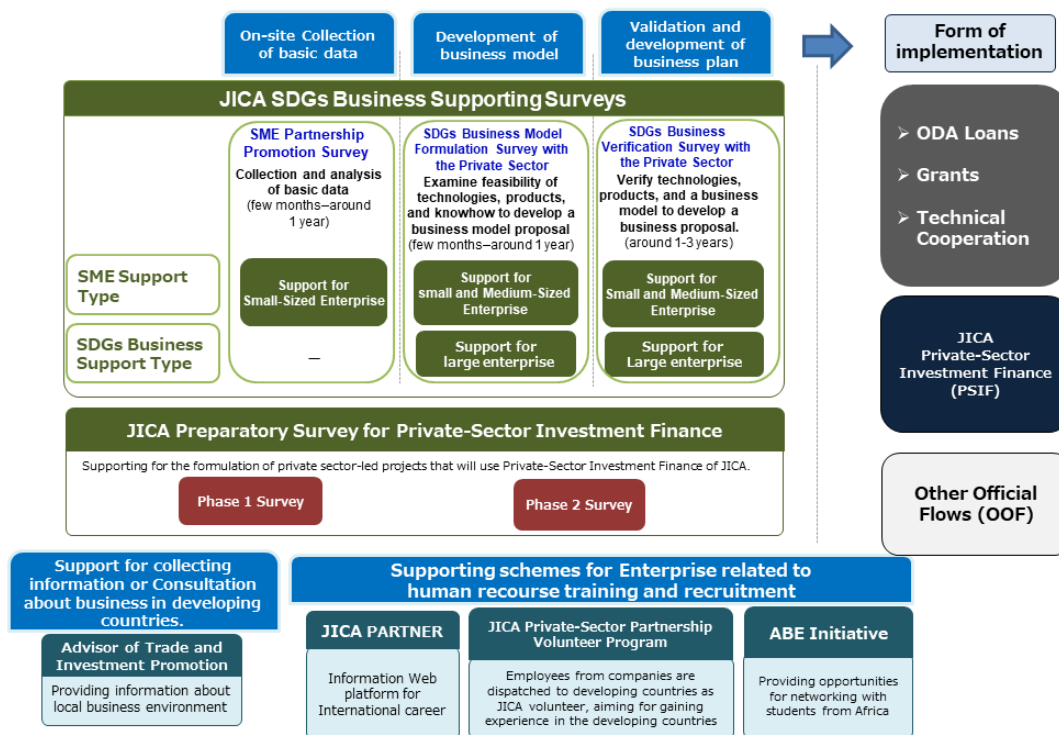 On-site Collection
of basic data
Development of
business model
Validation and
development of
business plan
Form of
implementation
JICA SDGs Business Supporting Surveys
SME Partnership
Promotion Survey
Collection and analysis
of basic data
(few months–around
1 year)
SDGs Business Model
Formulation Survey with
the Private Sector
Examine feasibility of
technologies, products,
and knowhow to develop a
business model proposal
(few months–around 1 year)
SDGs Business
Verification Survey with
the Private Sector
Verify technologies,
products, and a business
model to develop a
business proposal.
(around 1-3 years)
SME Support
Type
Support for
Small-Sized Enterprise
Support for
small and Medium-Sized
Enterprise
Support for
Small and Medium-Sized
Enterprise
SDGs Business
Support Type
—
Support for
large enterprise
Support for
Large enterprise
➢ ODA Loans
➢ Grants
➢ Technical
Cooperation
JICA
Private-Sector
Investment Finance
(PSIF)
Other Official
Flows (OOF)
JICA Preparatory Survey for Private-Sector Investment Finance
Supporting for the formulation of private sector-led projects that will use Private-Sector Investment Finance of JICA.
Phase 1 Survey
Phase 2 Survey
Support for collecting
information or Consultation
about business in developing
countries.
Advisor of Trade and
Investment Promotion
Providing information about
local business environment
Supporting schemes for Enterprise related to
human recourse training and recruitment
JICA PARTNER
Information Web
platform for
International career
JICA Private-Sector Partnership
Volunteer Program
Employees from companies are
dispatched to developing countries as
JICA volunteer, aiming for gaining
experience in the developing countries
ABE Initiative
Providing opportunities
for networking with
students from Africa